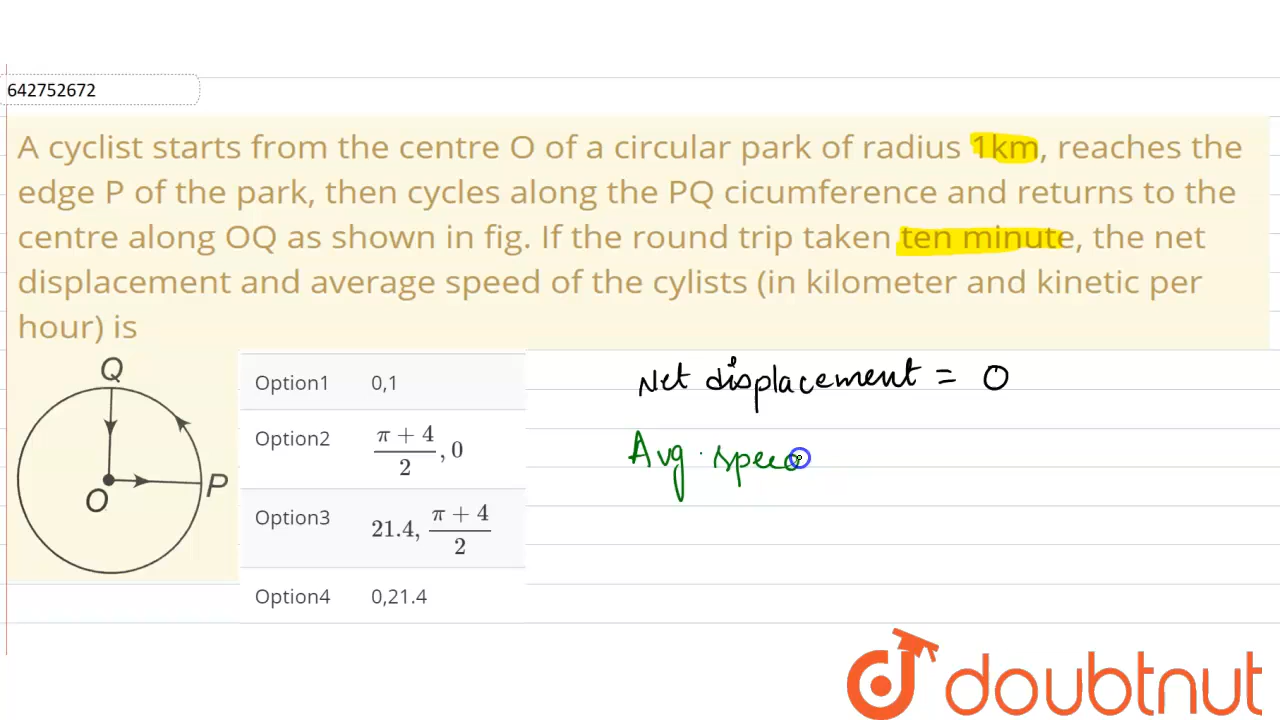 642752672
A cyclist starts from the centre O of a circular park of radius 1km, reaches the
edge P of the park, then cycles along the PQ cicumference and returns to the
centre along OQ as shown in fig. If the round trip taken ten minute, the net
displacement and average speed of the cylists (in kilometer and kinetic per
hour) is
Q
P
O
Option1 0,1
Option2 \frac{π + 4}{2}, 0
Option3 21.4, \frac{π + 4}{2}
Option4 0,21.4
Net displacement = 0
Avg. speed
doubtnut